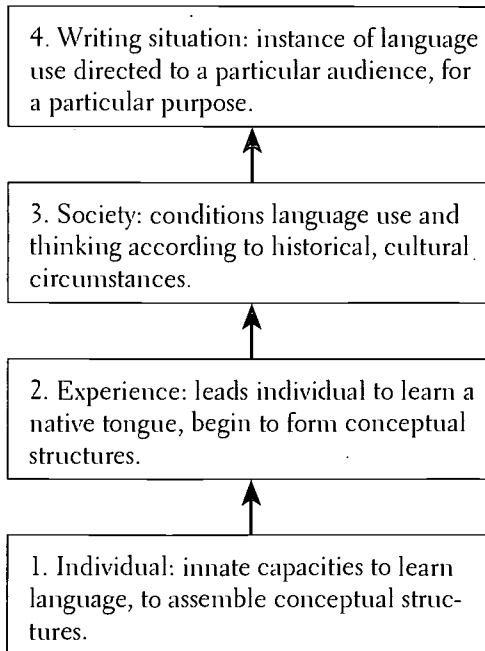 4. Writing situation: instance of language
use directed to a particular audience, for
a particular purpose.
3. Society: conditions language use and
thinking according to historical, cultural
circumstances.
2. Experience: leads individual to learn a
native tongue, begin to form conceptual
structures.
1. Individual: innate capacities to learn
language, to assemble conceptual struc-
tures.